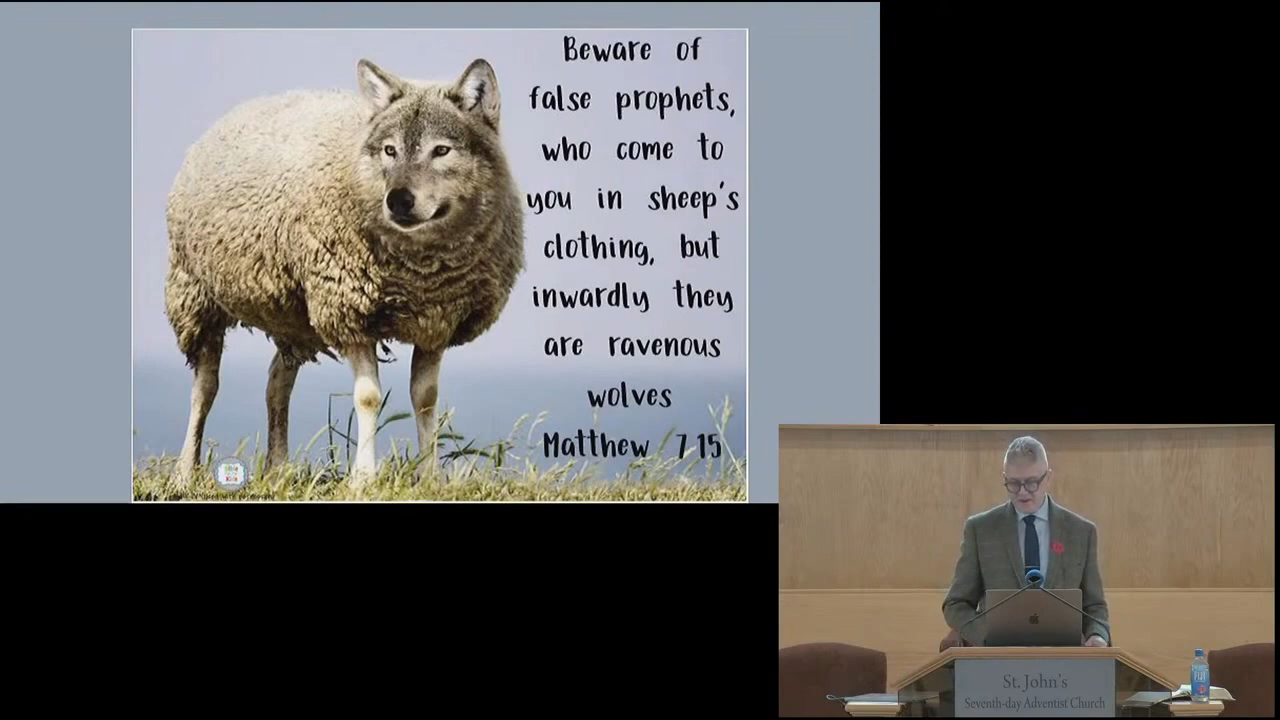 Beware of
false prophets,
who come to
you in sheep's
clothing, but
inwardly they
are ravenous
wolves
Matthew 7:15
St. John's
Seventh-day Adventist Church
FIJI